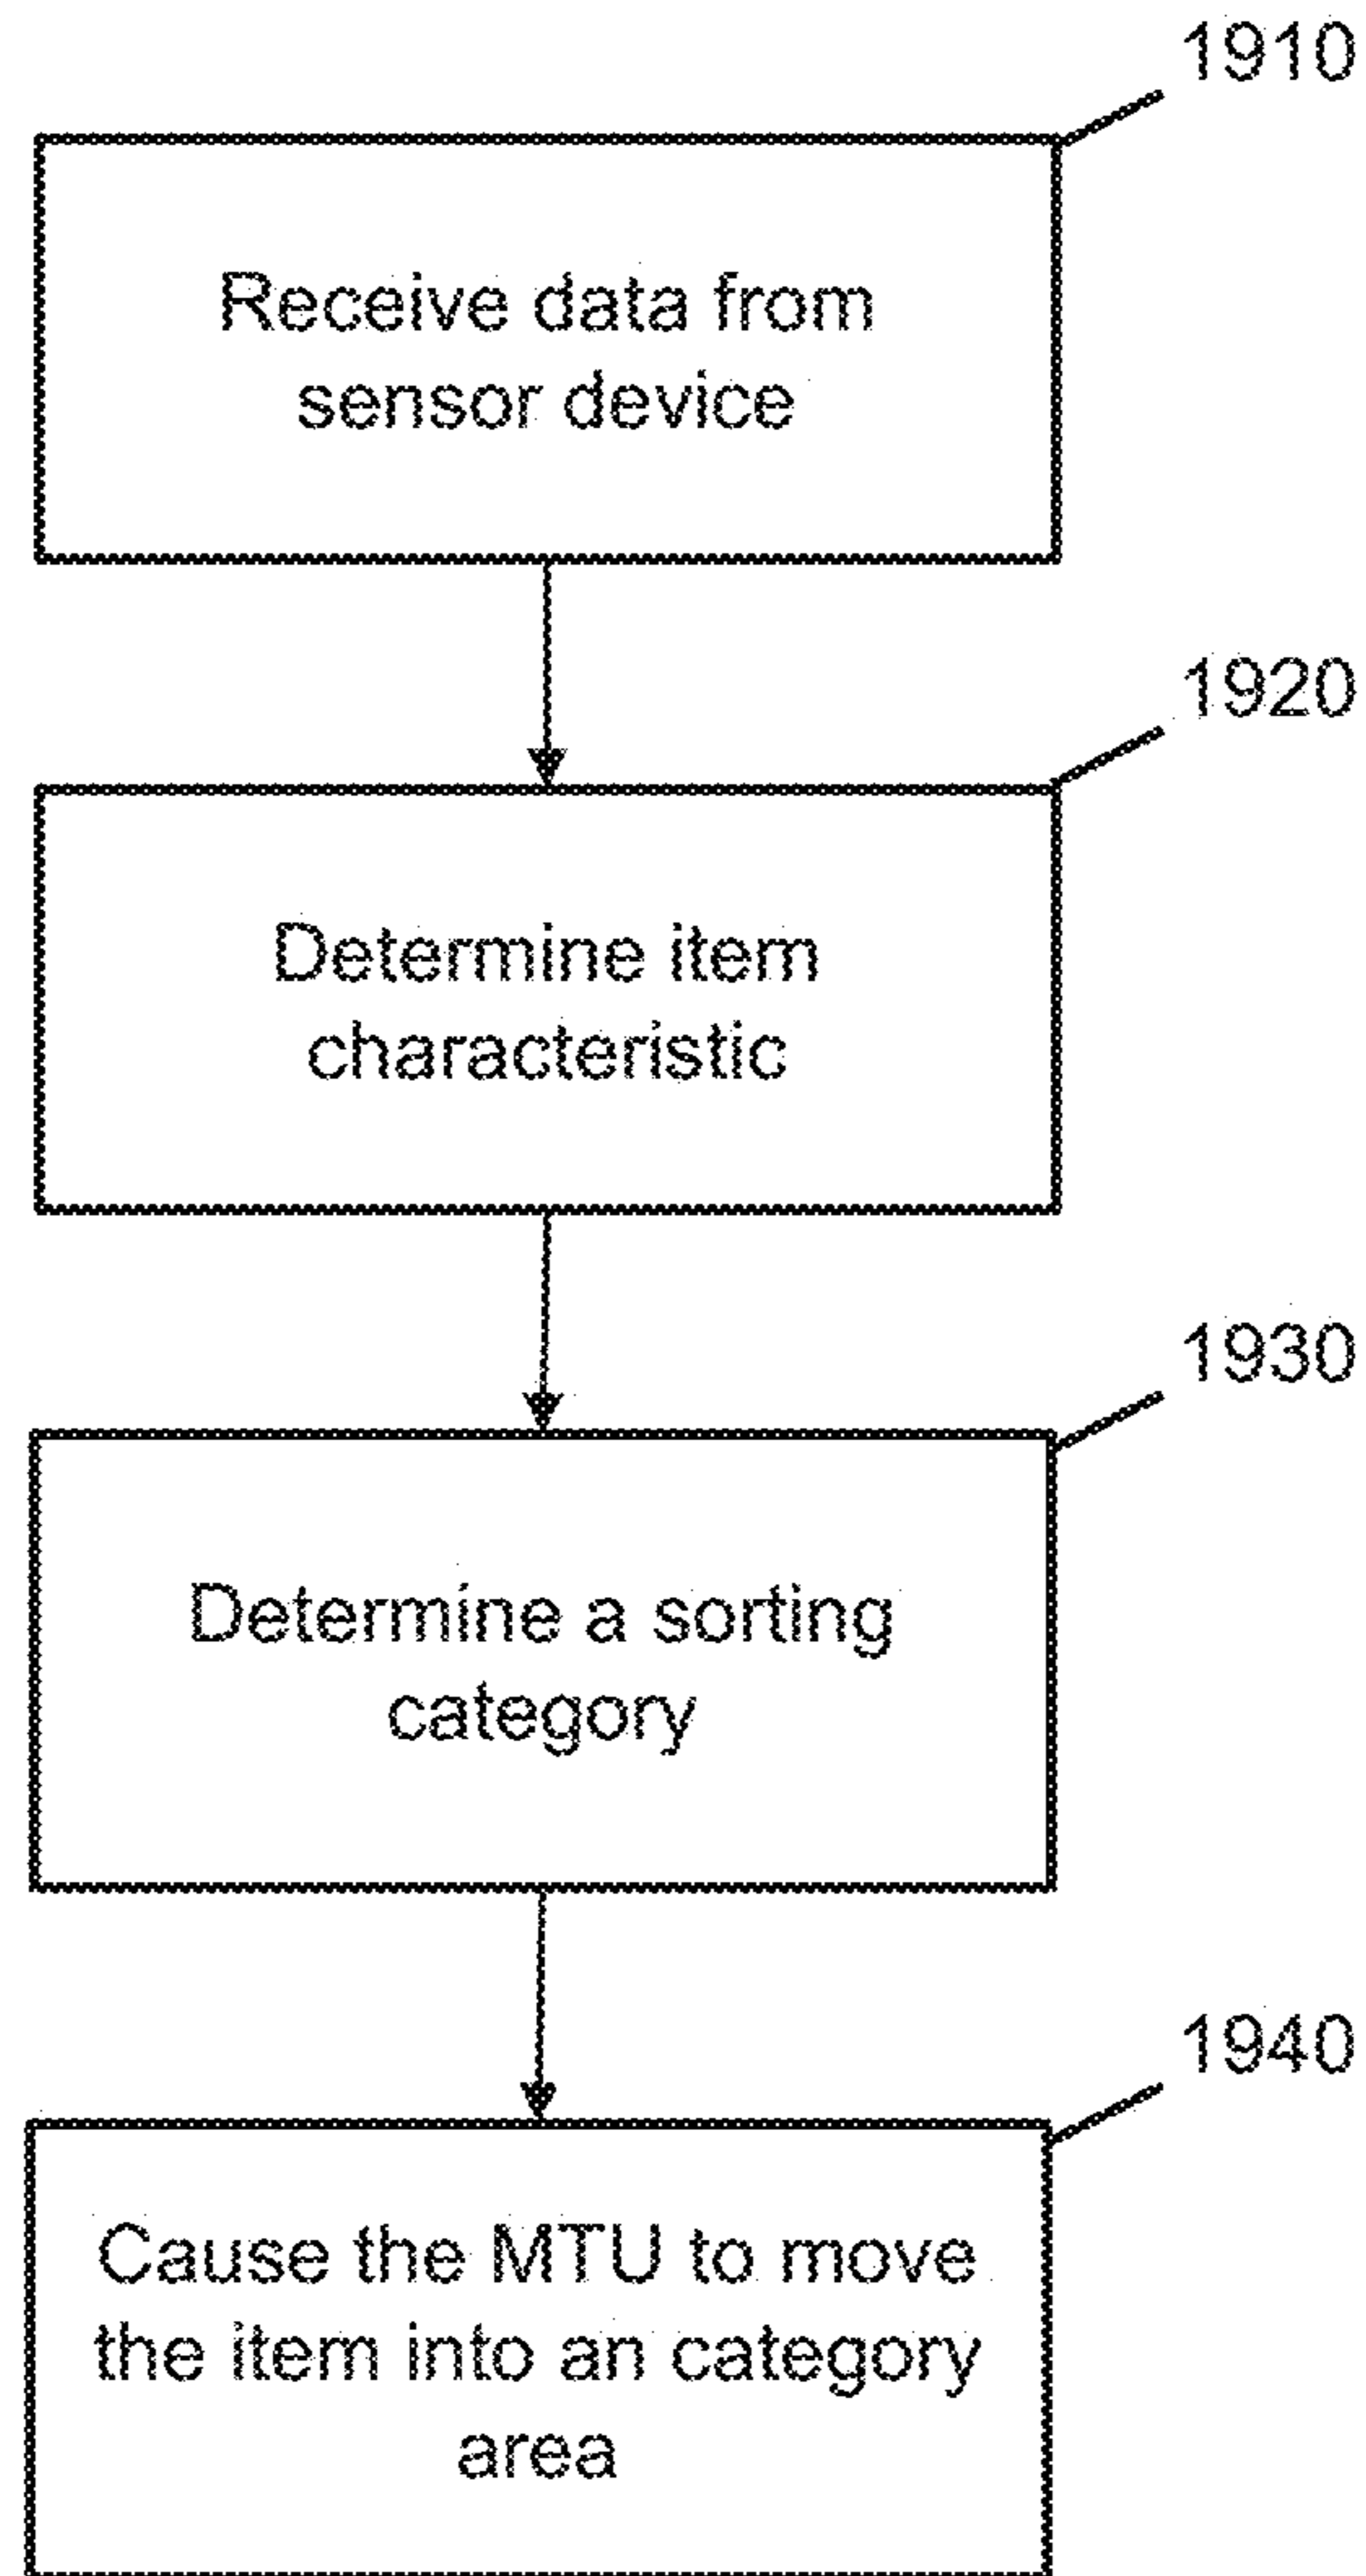 1910
Receive data from
sensor device
1920
Determine item
characteristic
1930
Determine a sorting
category
1940
Cause the MTU to move
the item into an category
area